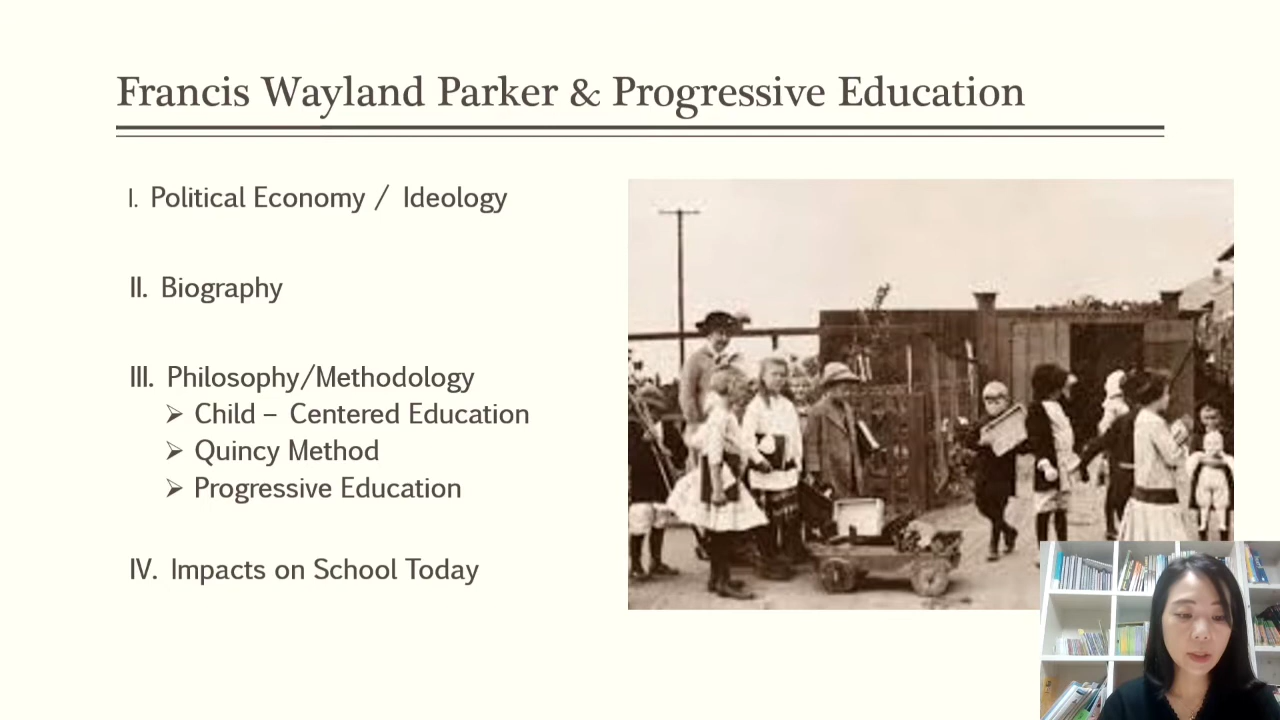 Francis Wayland Parker & Progressive Education
I. Political Economy / Ideology
II. Biography
III. Philosophy/Methodology
➢ Child – Centered Education
➢ Quincy Method
➢ Progressive Education
IV. Impacts on School Today